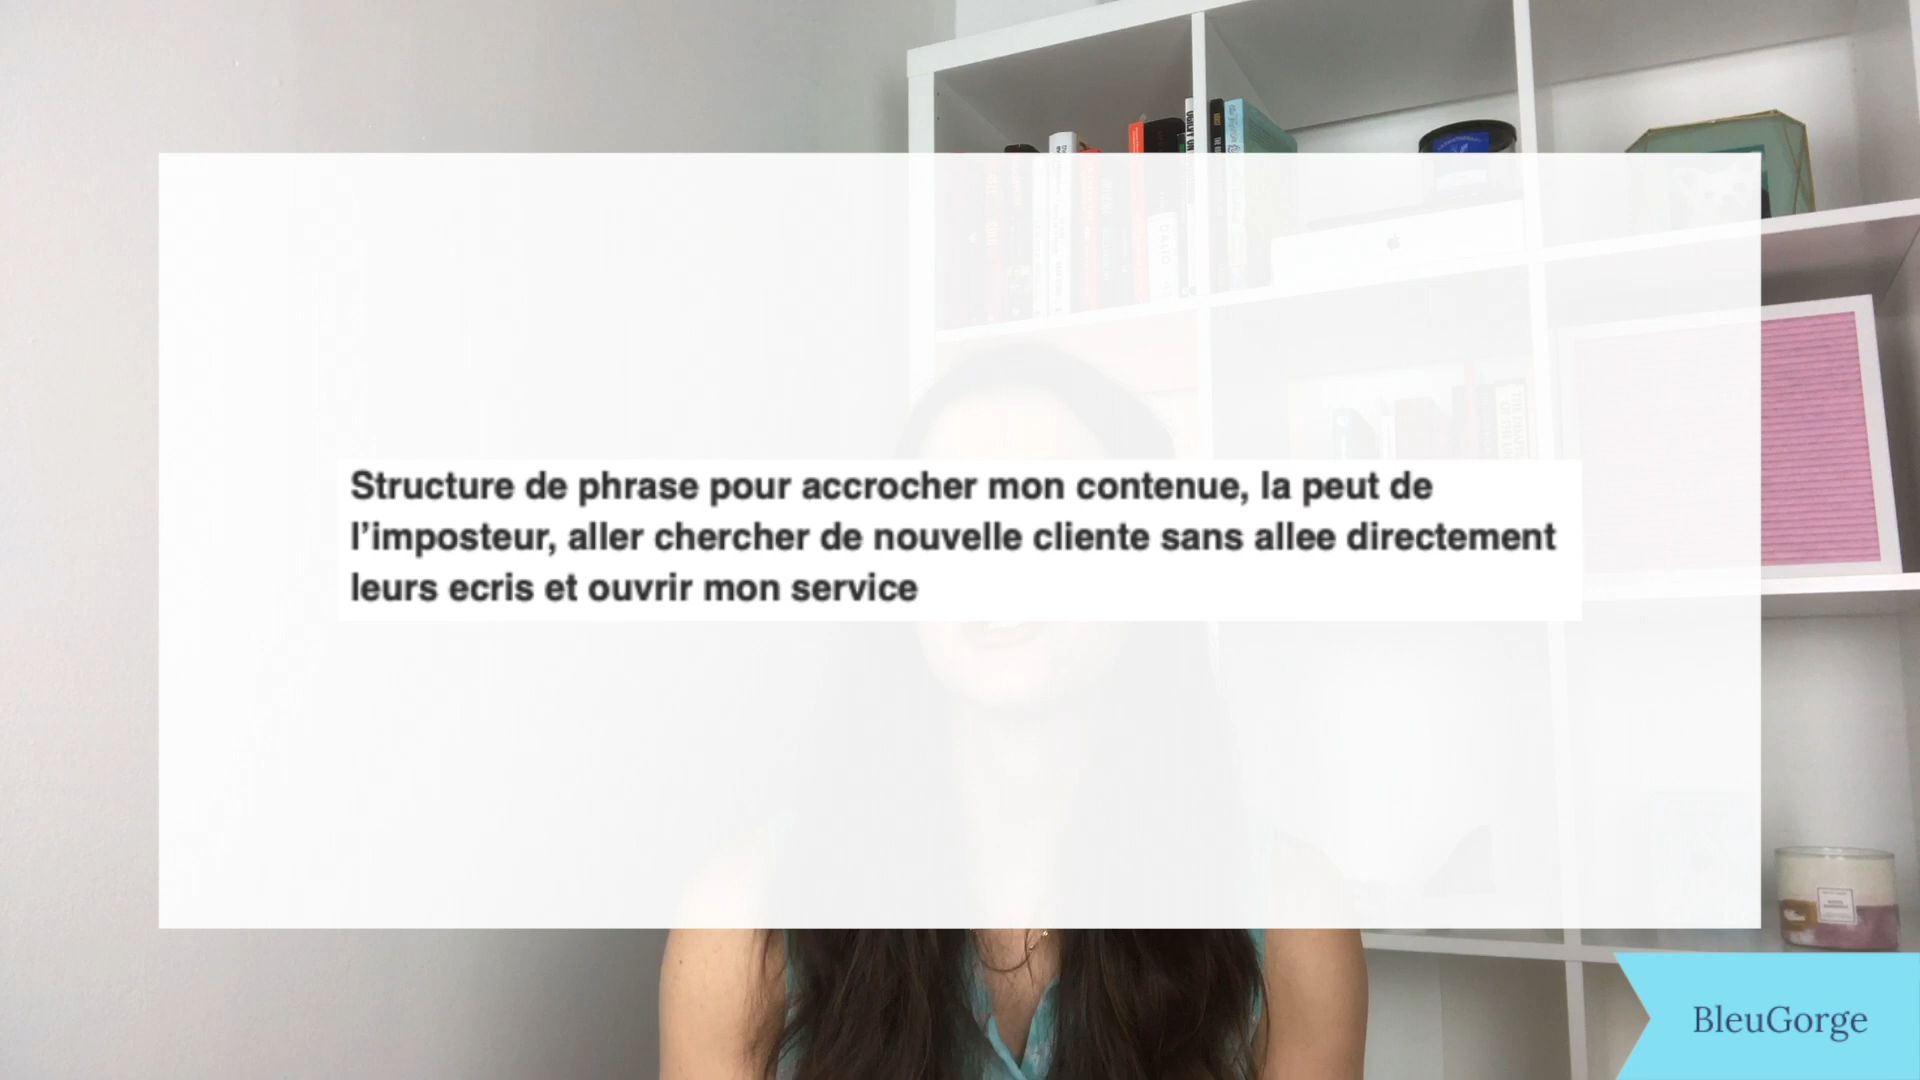 Structure de phrase pour accrocher mon contenue, la peut de
l’imposteur, aller chercher de nouvelle cliente sans allee directement
leurs ecris et ouvrir mon service
BleuGorge